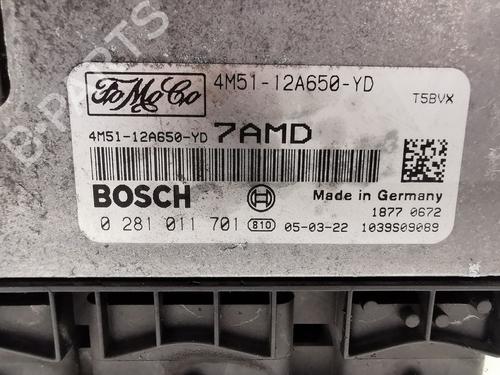 FoMoCo
4M51-12A650-YD
T5BVX
4M51-12A650-YD 7AMD
BOSCH
Made in Germany
1877 0672
0 281 011 701 810 05-03-22 1039S09089
B-PARTS